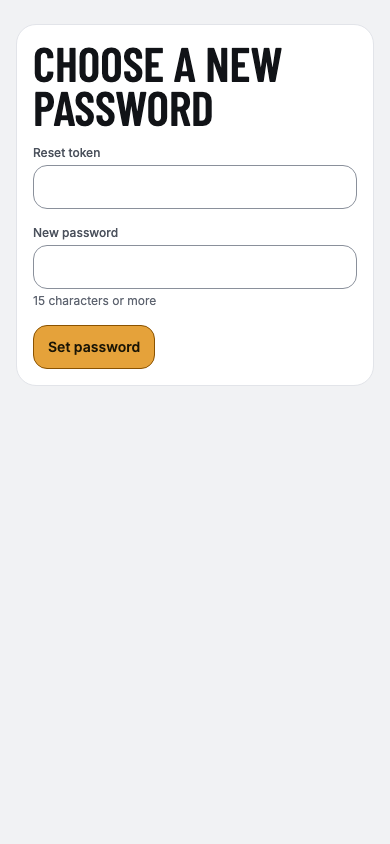 CHOOSE A NEW
PASSWORD
Reset token
New password
15 characters or more
Set password